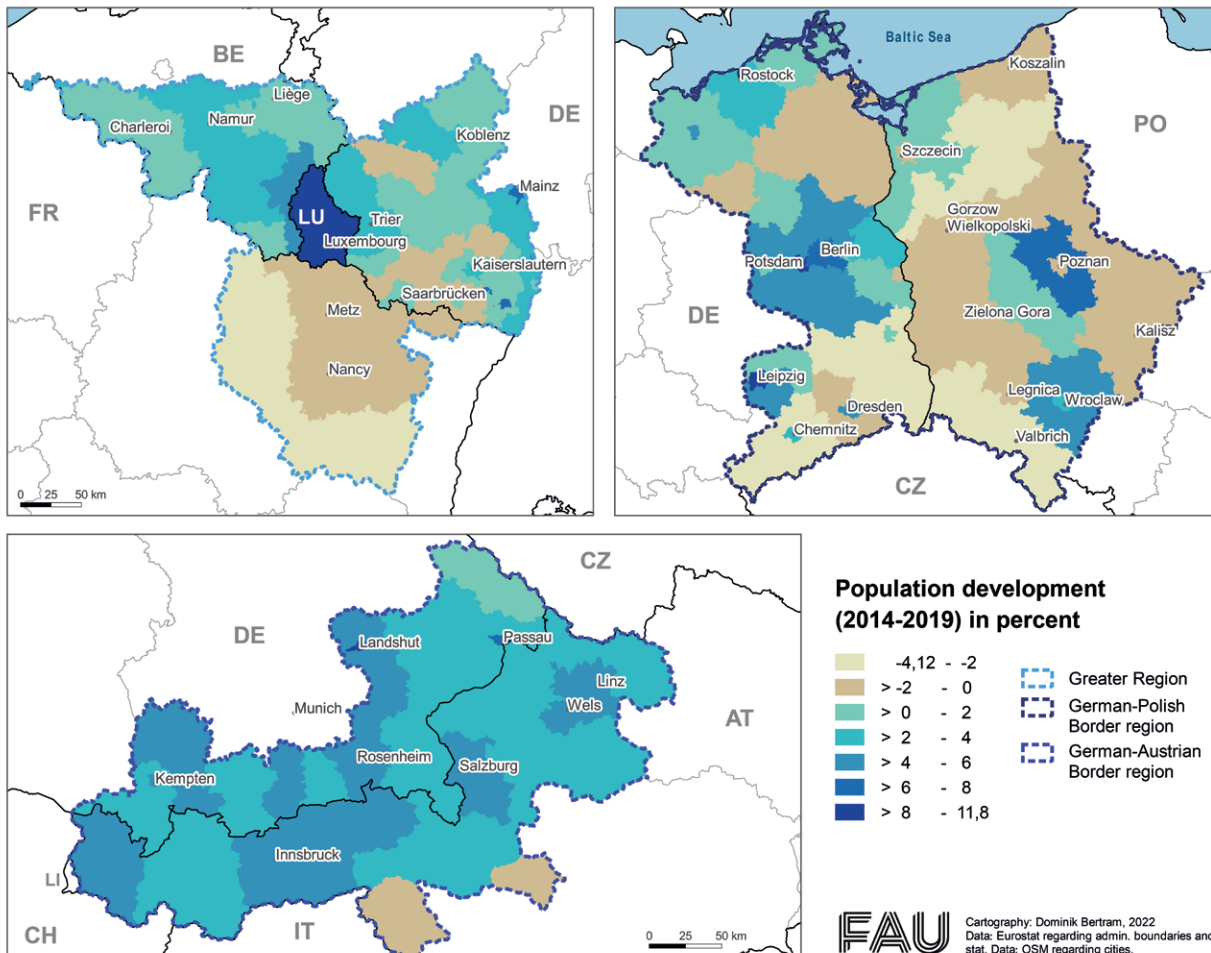 BE
Liège
Charleroi
Namur
Koblenz
DE
Mainz
FR
LU
Trier
Luxembourg
Kaiserslautern
Saarbrücken
Metz
Nancy
0 25 50 km
Baltic Sea
Koszalin
Rostock
PO
Szczecin
Gorzow
Wielkopolski
Berlin
Potsdam
Poznan
DE
Zielona Gora
Kalisz
Leipzig
Legnica
Wroclaw
Dresden
Chemnitz
Valbrich
CZ
0 25 50 km
CZ
DE
Landshut
Passau
Linz
Munich
Wels
AT
Rosenheim
Salzburg
Kempten
Innsbruck
LI
CH
IT
0 25 50 km
Population development
(2014-2019) in percent
-4,12 - -2
> -2 - 0
> 0 - 2
> 2 - 4
> 4 - 6
> 6 - 8
> 8 - 11,8
Greater Region
German-Polish
Border region
German-Austrian
Border region
FAU
Cartography: Dominik Bertram, 2022
Data: Eurostat regarding admin. boundaries and
stat. Data; OSM regarding cities.